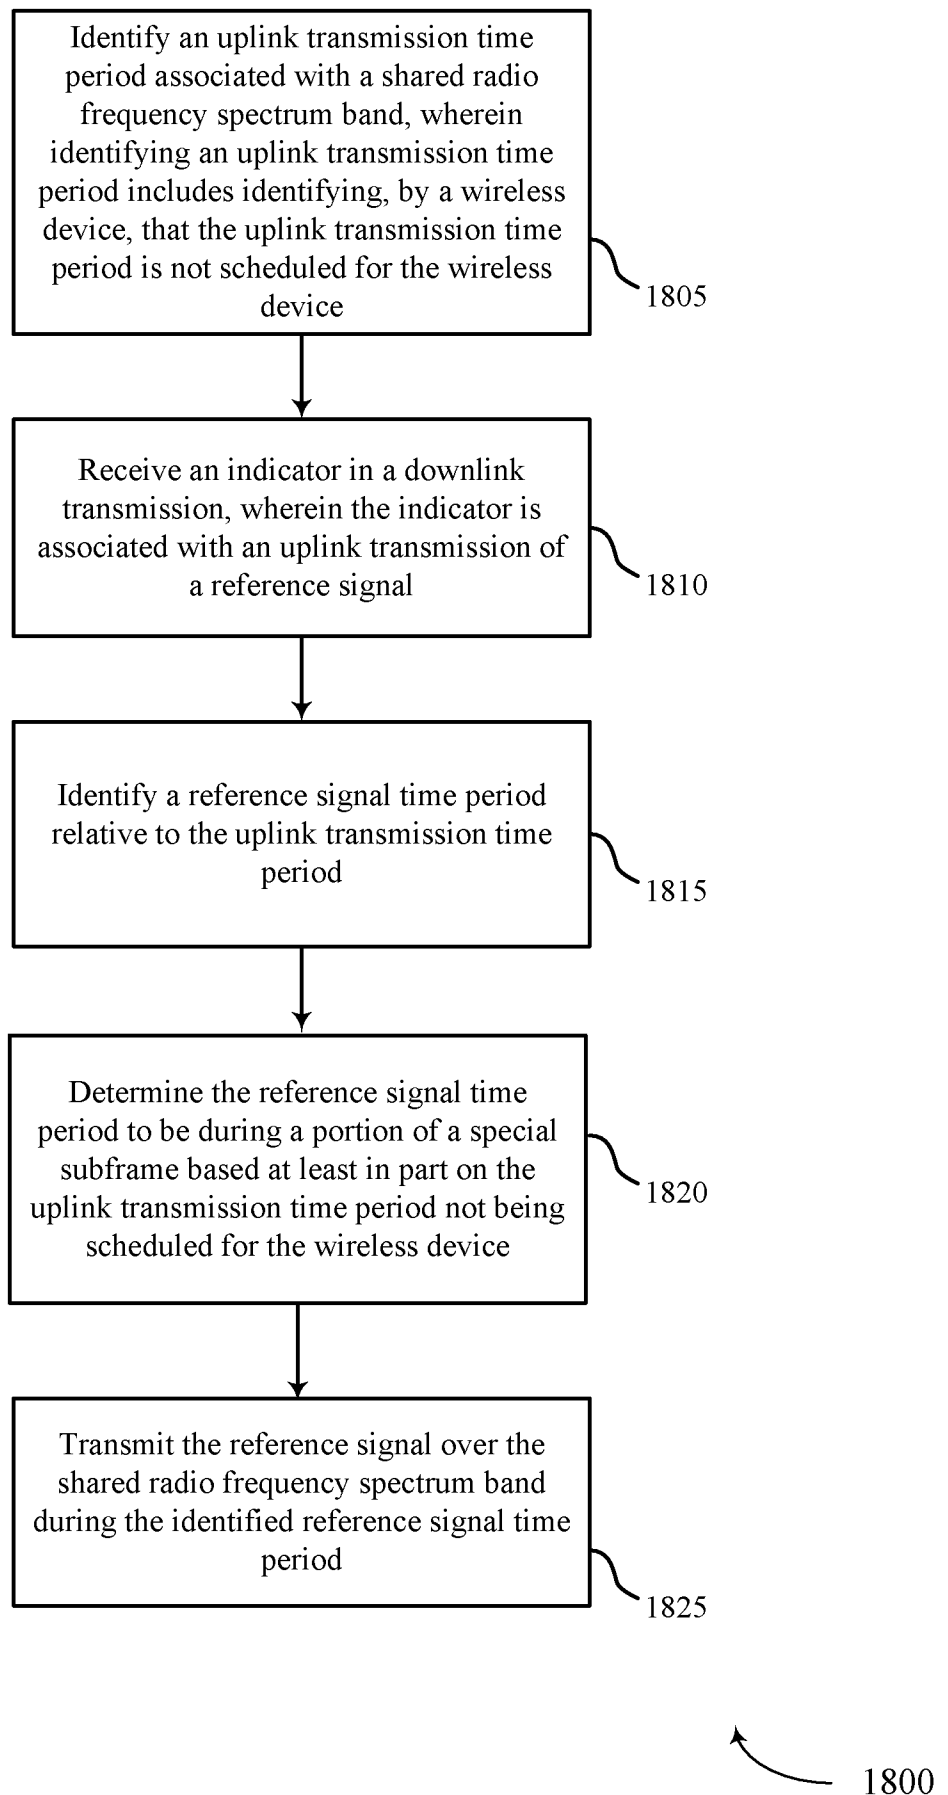 Identify an uplink transmission time
period associated with a shared radio
frequency spectrum band, wherein
identifying an uplink transmission time
period includes identifying, by a wireless
device, that the uplink transmission time
period is not scheduled for the wireless
device
1805
Receive an indicator in a downlink
transmission, wherein the indicator is
associated with an uplink transmission of
a reference signal
1810
Identify a reference signal time period
relative to the uplink transmission time
period
1815
Determine the reference signal time
period to be during a portion of a special
subframe based at least in part on the
uplink transmission time period not being
scheduled for the wireless device
1820
Transmit the reference signal over the
shared radio frequency spectrum band
during the identified reference signal time
period
1825
1800